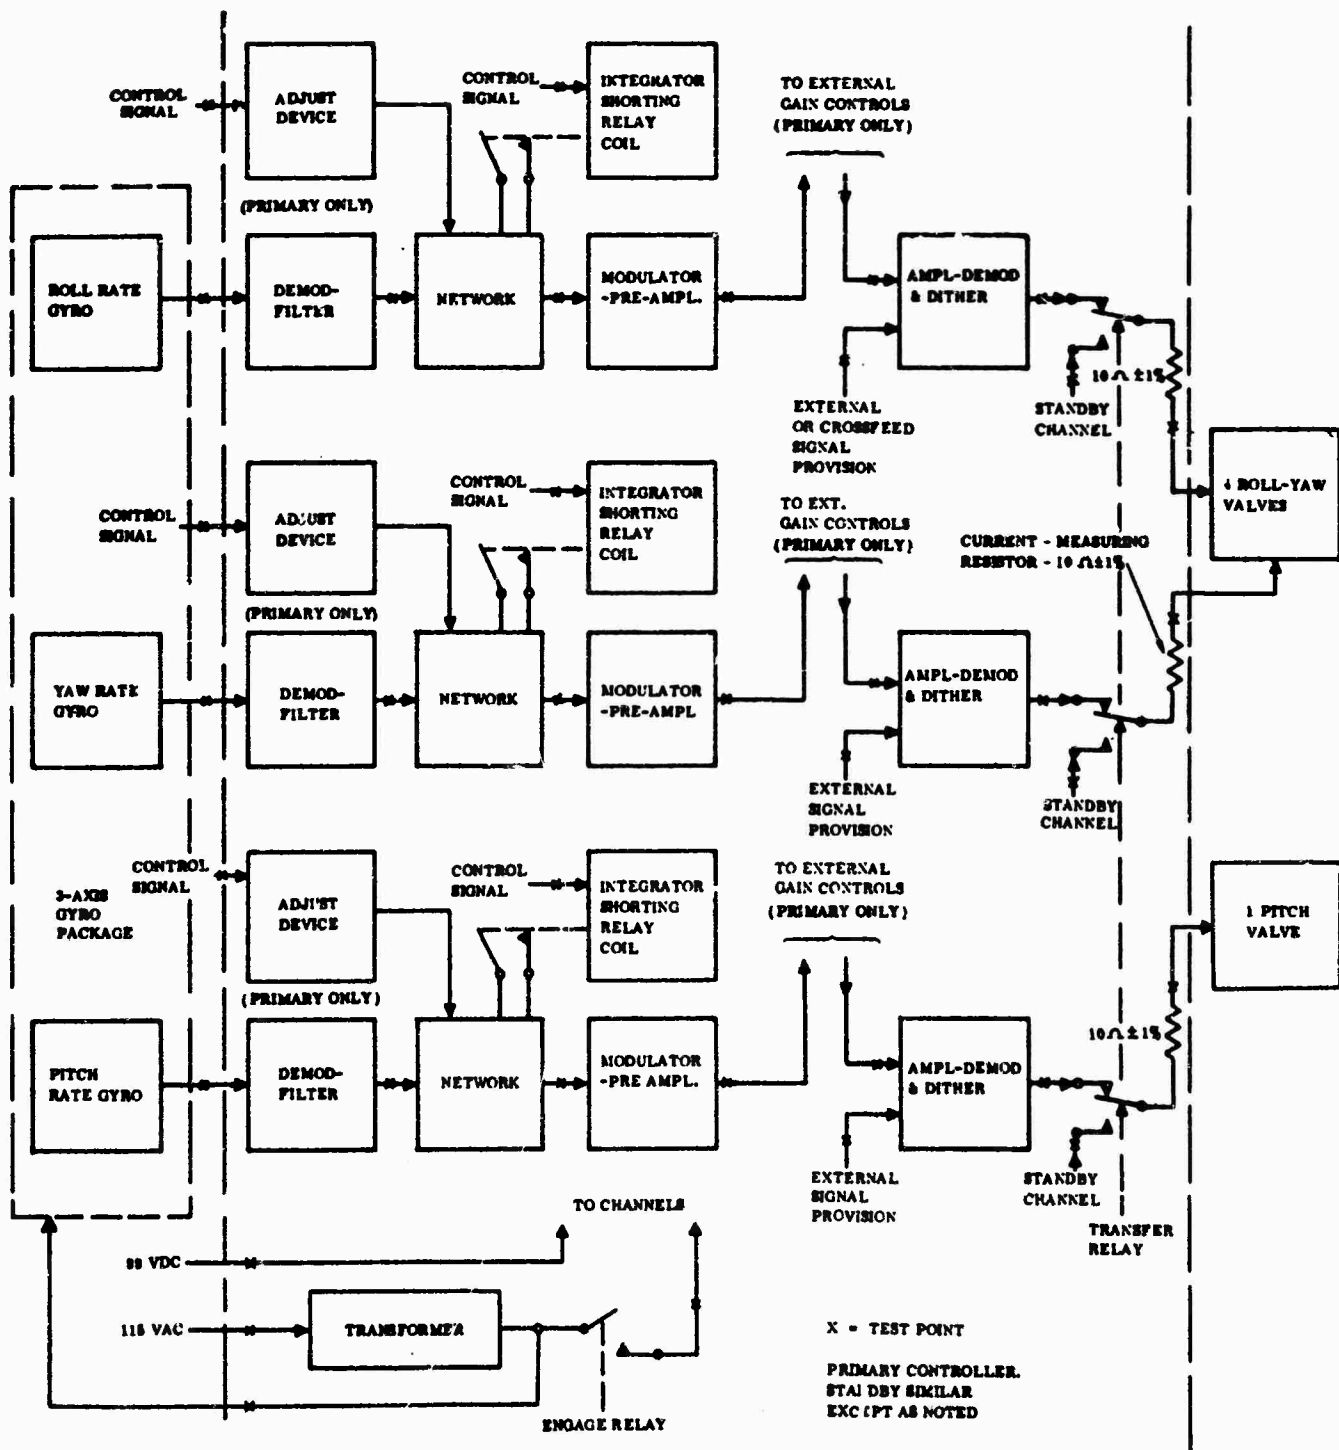 CONTROL
SIGNAL
ADJUST
DEVICE
(PRIMARY ONLY)
CONTROL
SIGNAL
INTEGRATOR
SHORTING
RELAY
COIL
TO EXTERNAL
GAIN CONTROLS
(PRIMARY ONLY)
ROLL RATE
GYRO
DEMOD-
FILTER
NETWORK
MODULATOR
-PRE-AMPL.
AMPL-DEMOD
& DITHER
10 Ω ±1%
STANDBY
CHANNEL
EXTERNAL
OR CROSSFEED
SIGNAL
PROVISION
4 ROLL-YAW
VALVES
CONTROL
SIGNAL
ADJUST
DEVICE
(PRIMARY ONLY)
CONTROL
SIGNAL
INTEGRATOR
SHORTING
RELAY
COIL
TO EXT.
GAIN CONTROLS
(PRIMARY ONLY)
CURRENT - MEASURING
RESISTOR - 10 Ω±1%
YAW RATE
GYRO
DEMOD-
FILTER
NETWORK
MODULATOR
-PRE-AMPL
AMPL-DEMOD
& DITHER
EXTERNAL
SIGNAL
PROVISION
STANDBY
CHANNEL
3-AXIS
GYRO
PACKAGE
CONTROL
SIGNAL
ADJUST
DEVICE
(PRIMARY ONLY)
CONTROL
SIGNAL
INTEGRATOR
SHORTING
RELAY
COIL
TO EXTERNAL
GAIN CONTROLS
(PRIMARY ONLY)
1 PITCH
VALVE
PITCH
RATE GYRO
DEMOD-
FILTER
NETWORK
MODULATOR
-PRE AMPL.
AMPL-DEMOD
& DITHER
10 Ω ±1%
EXTERNAL
SIGNAL
PROVISION
STANDBY
CHANNEL
TRANSFER
RELAY
TO CHANNELS
VDC
115 VAC
TRANSFORMER
ENGAGE RELAY
X = TEST POINT
PRIMARY CONTROLLER.
STANDBY SIMILAR
EXCEPT AS NOTED